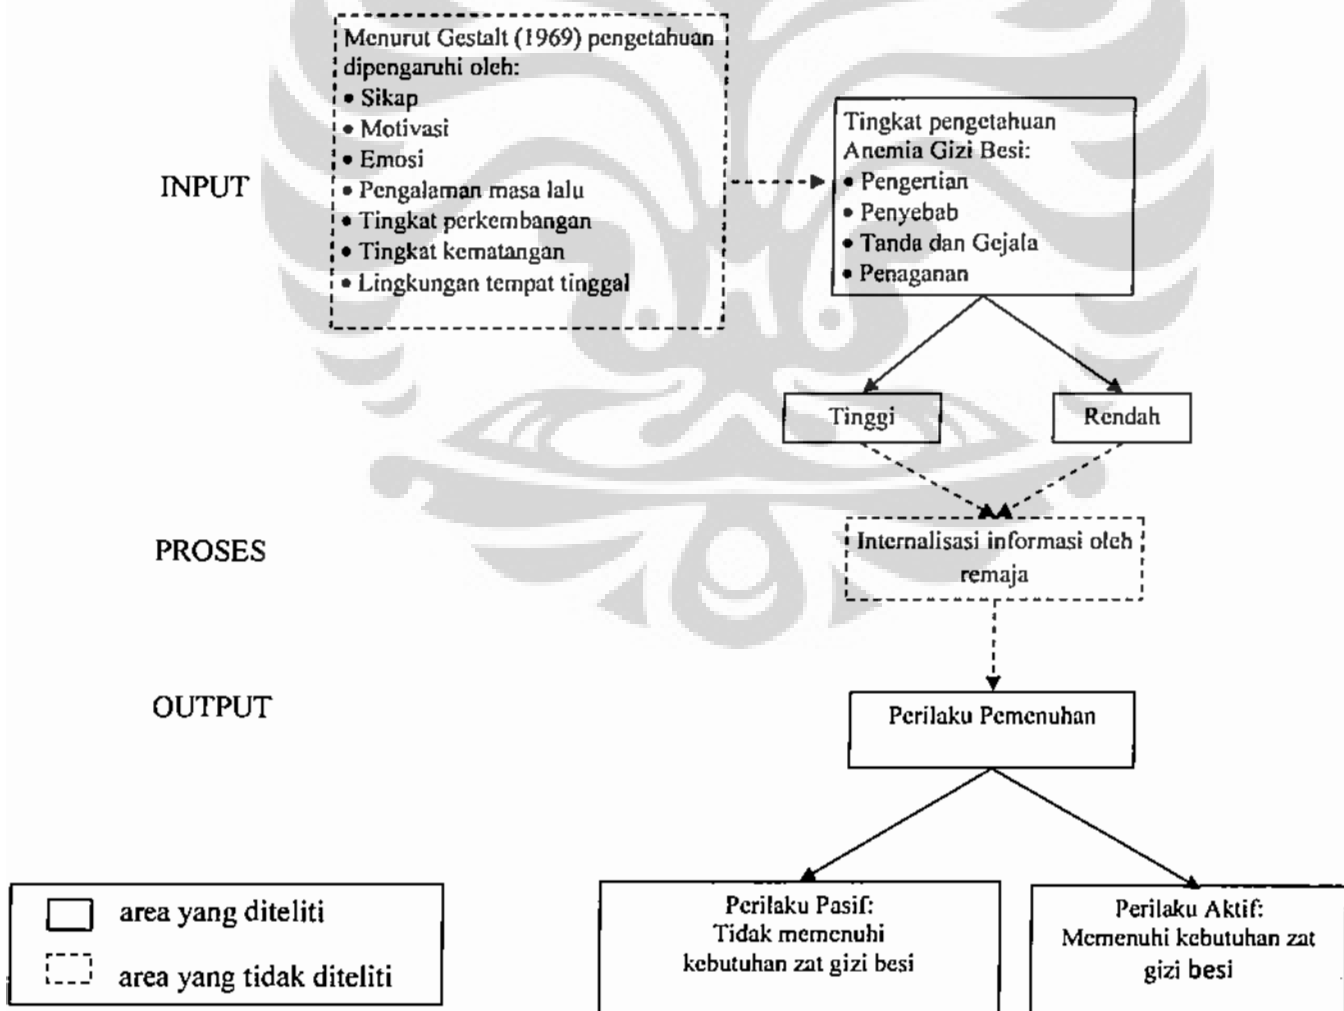 Menurut Gestalt (1969) pengetahuan
dipengaruhi oleh:
• Sikap
• Motivasi
• Emosi
• Pengalaman masa lalu
• Tingkat perkembangan
• Tingkat kematangan
• Lingkungan tempat tinggal
INPUT
Tingkat pengetahuan
Anemia Gizi Besi:
• Pengertian
• Penyebab
• Tanda dan Gejala
• Penaganan
Tinggi
Rendah
PROSES
Internalisasi informasi oleh
remaja
OUTPUT
Perilaku Pemenuhan
Perilaku Pasif:
Tidak memenuhi
kebutuhan zat gizi besi
Perilaku Aktif:
Memenuhi kebutuhan zat
gizi besi
area yang diteliti
area yang tidak diteliti